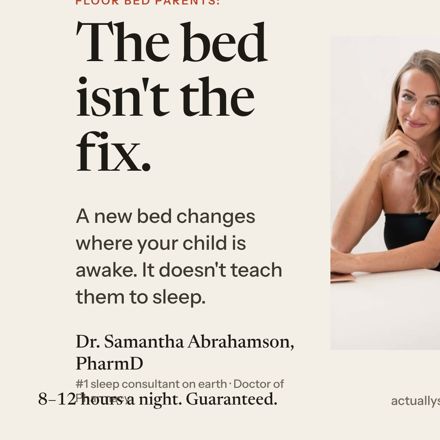 FLOOR BED PARENTS:
The bed
isn't the
fix.
A new bed changes
where your child is
awake. It doesn't teach
them to sleep.
Dr. Samantha Abrahamson,
PharmD
#1 sleep consultant on earth · Doctor of
8–12 hours a night. Guaranteed.
actuallys